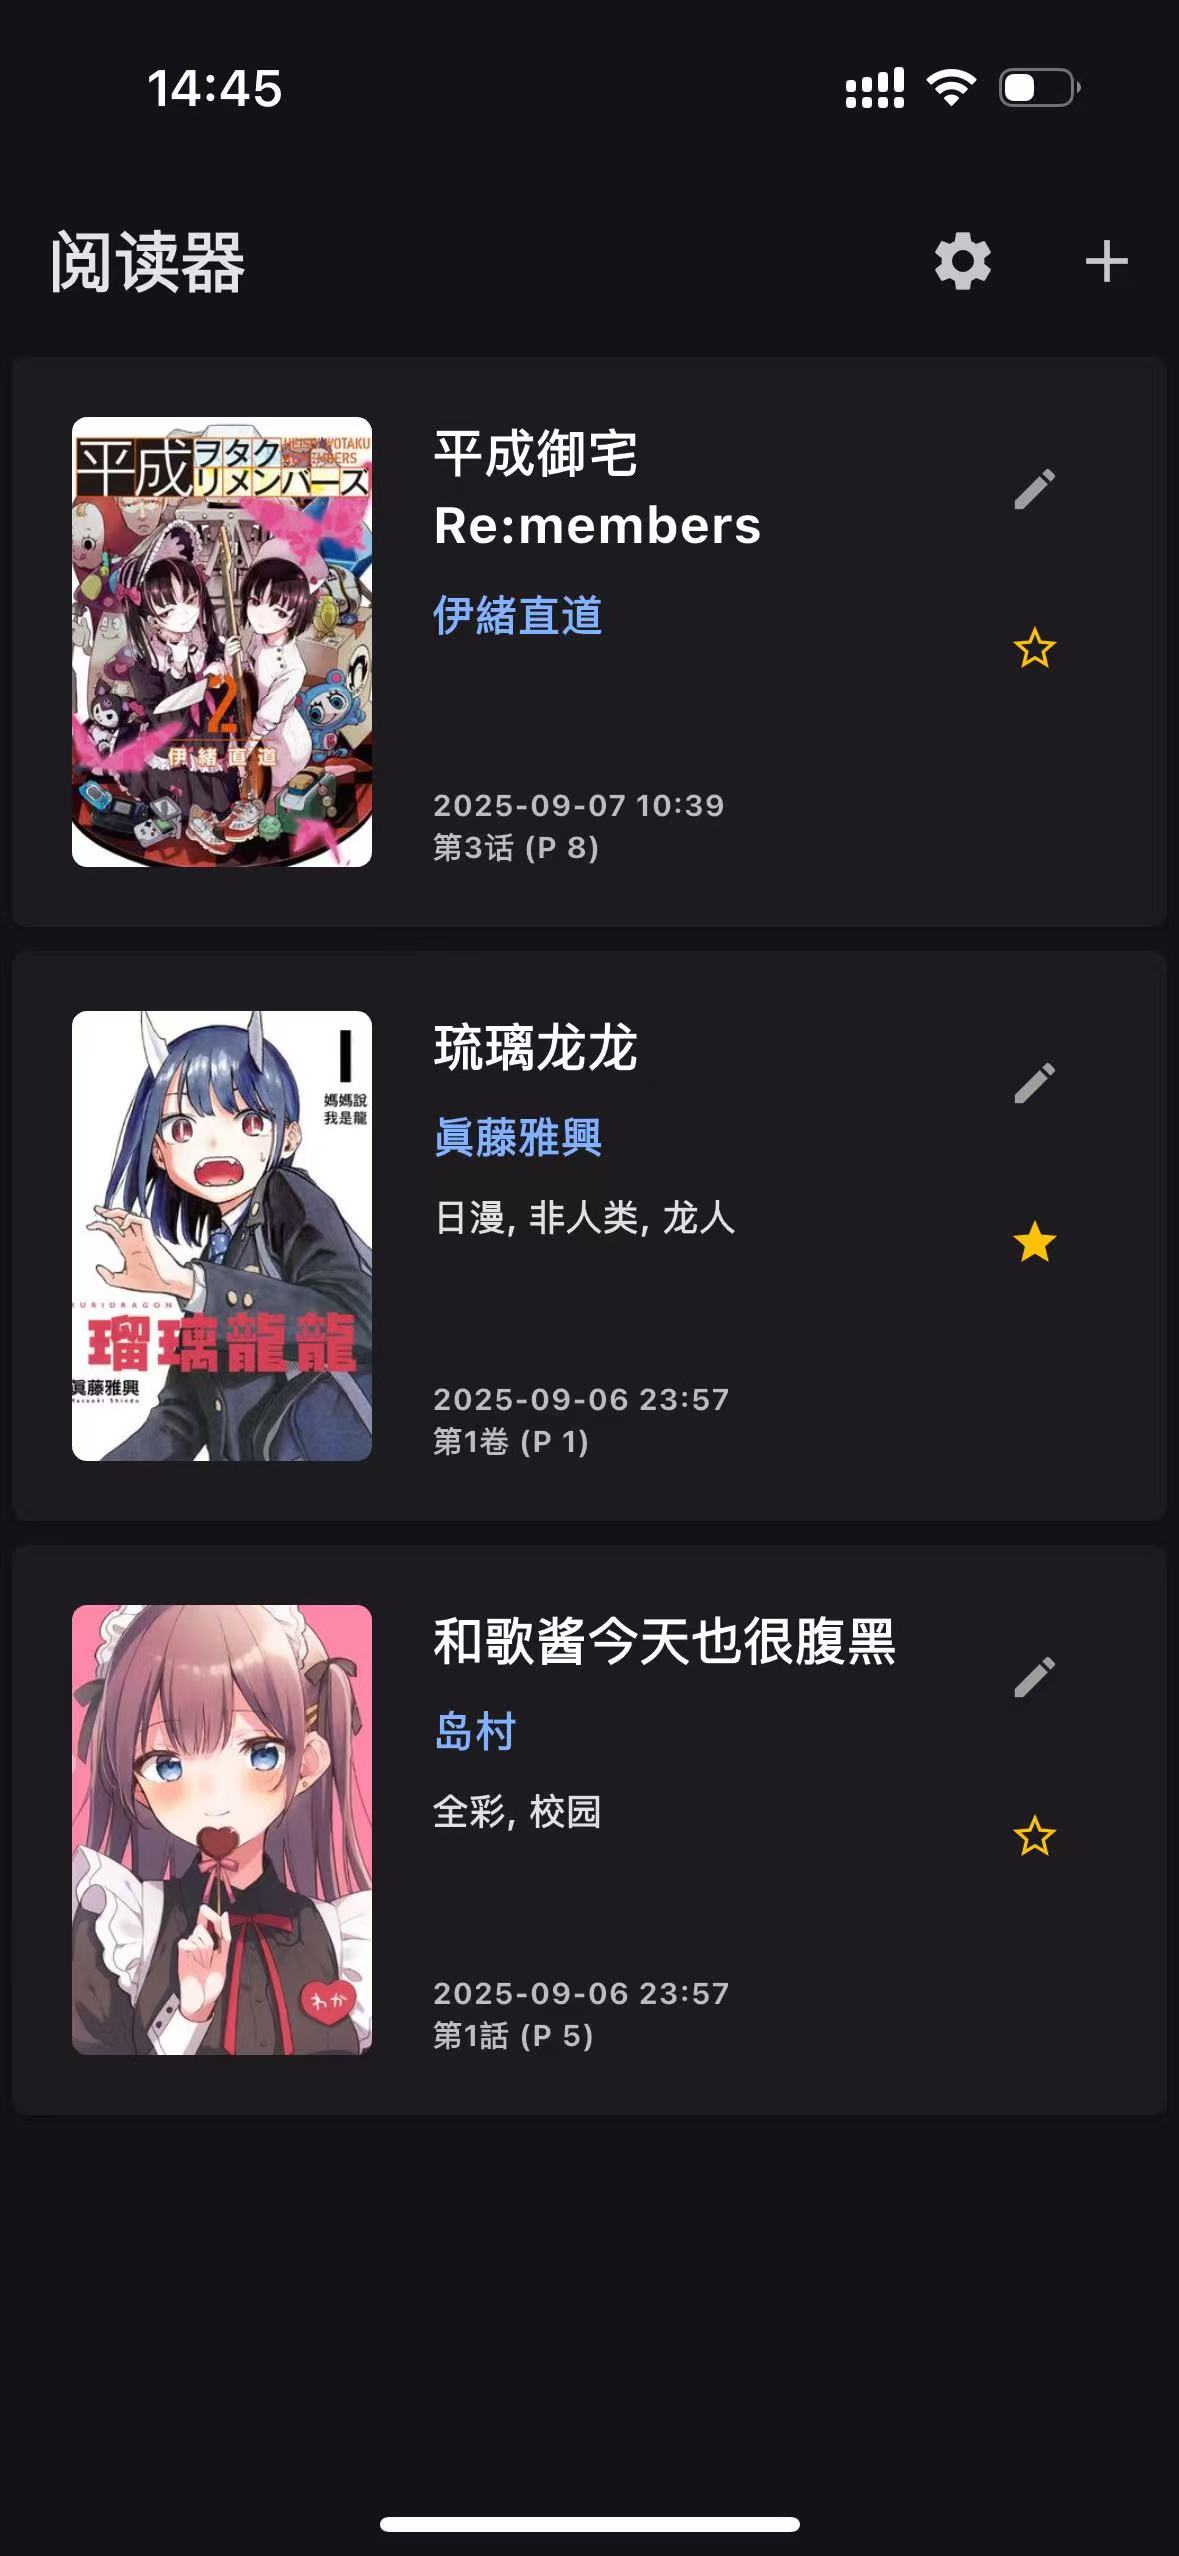 14:45
阅读器
平成ヲタク
リメンバーズ
2
伊緒直道
平成御宅
Re:members
伊緒直道
2025-09-07 10:39
第3话 (P 8)
1
媽媽說
我是龍
RURIDRAGON
瑠璃龍龍
眞藤雅興
Masaoki Shindo
琉璃龙龙
眞藤雅興
日漫, 非人类, 龙人
2025-09-06 23:57
第1卷 (P 1)
わか
和歌酱今天也很腹黑
岛村
全彩, 校园
2025-09-06 23:57
第1話 (P 5)